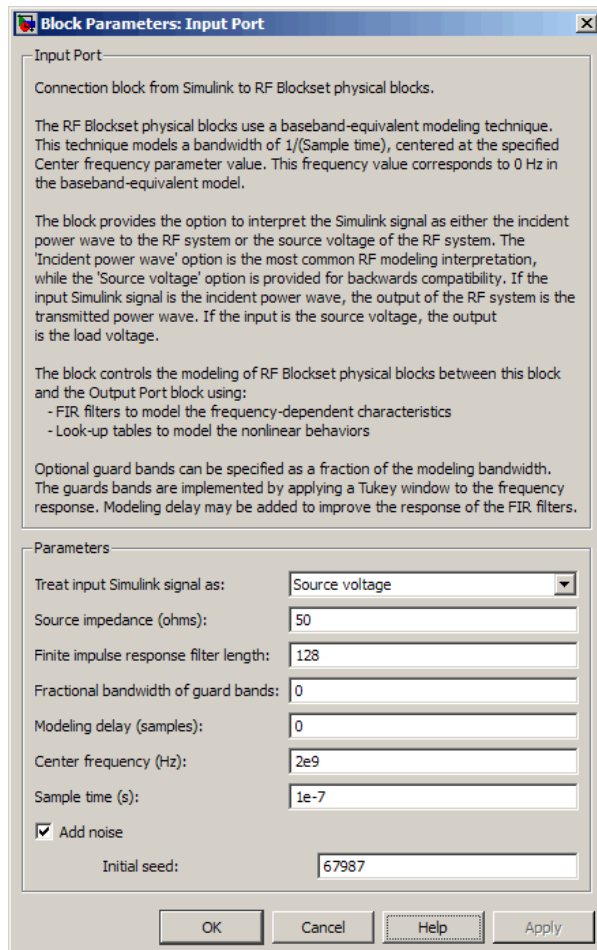 Block Parameters: Input Port
Input Port
Connection block from Simulink to RF Blockset physical blocks.
The RF Blockset physical blocks use a baseband-equivalent modeling technique.
This technique models a bandwidth of 1/(Sample time), centered at the specified
Center frequency parameter value. This frequency value corresponds to 0 Hz in
the baseband-equivalent model.
The block provides the option to interpret the Simulink signal as either the incident
power wave to the RF system or the source voltage of the RF system. The
'Incident power wave' option is the most common RF modeling interpretation,
while the 'Source voltage' option is provided for backwards compatibility. If the
input Simulink signal is the incident power wave, the output of the RF system is the
transmitted power wave. If the input is the source voltage, the output
is the load voltage.
The block controls the modeling of RF Blockset physical blocks between this block
and the Output Port block using:
- FIR filters to model the frequency-dependent characteristics
- Look-up tables to model the nonlinear behaviors
Optional guard bands can be specified as a fraction of the modeling bandwidth.
The guards bands are implemented by applying a Tukey window to the frequency
response. Modeling delay may be added to improve the response of the FIR filters.
Parameters
Treat input Simulink signal as: Source voltage
Source impedance (ohms): 50
Finite impulse response filter length: 128
Fractional bandwidth of guard bands: 0
Modeling delay (samples): 0
Center frequency (Hz): 2e9
Sample time (s): 1e-7
Add noise
Initial seed: 67987
OK Cancel Help Apply